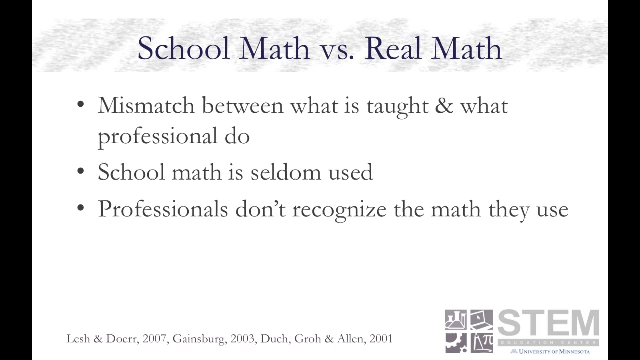 School Math vs. Real Math
• Mismatch between what is taught & what
professional do
• School math is seldom used
• Professionals don't recognize the math they use
Lesh & Doerr, 2007, Gainsburg, 2003, Duch, Groh & Allen, 2001
STEM
EDUCATION CENTER
UNIVERSITY OF MINNESOTA